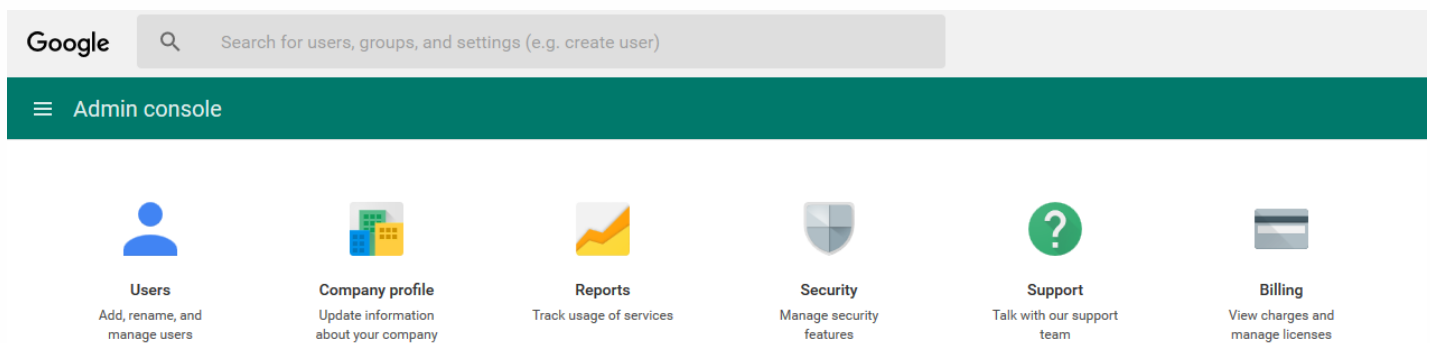 Google
Search for users, groups, and settings (e.g. create user)
Admin console
Users
Add, rename, and
manage users
Company profile
Update information
about your company
Reports
Track usage of services
Security
Manage security
features
Support
Talk with our support
team
Billing
View charges and
manage licenses